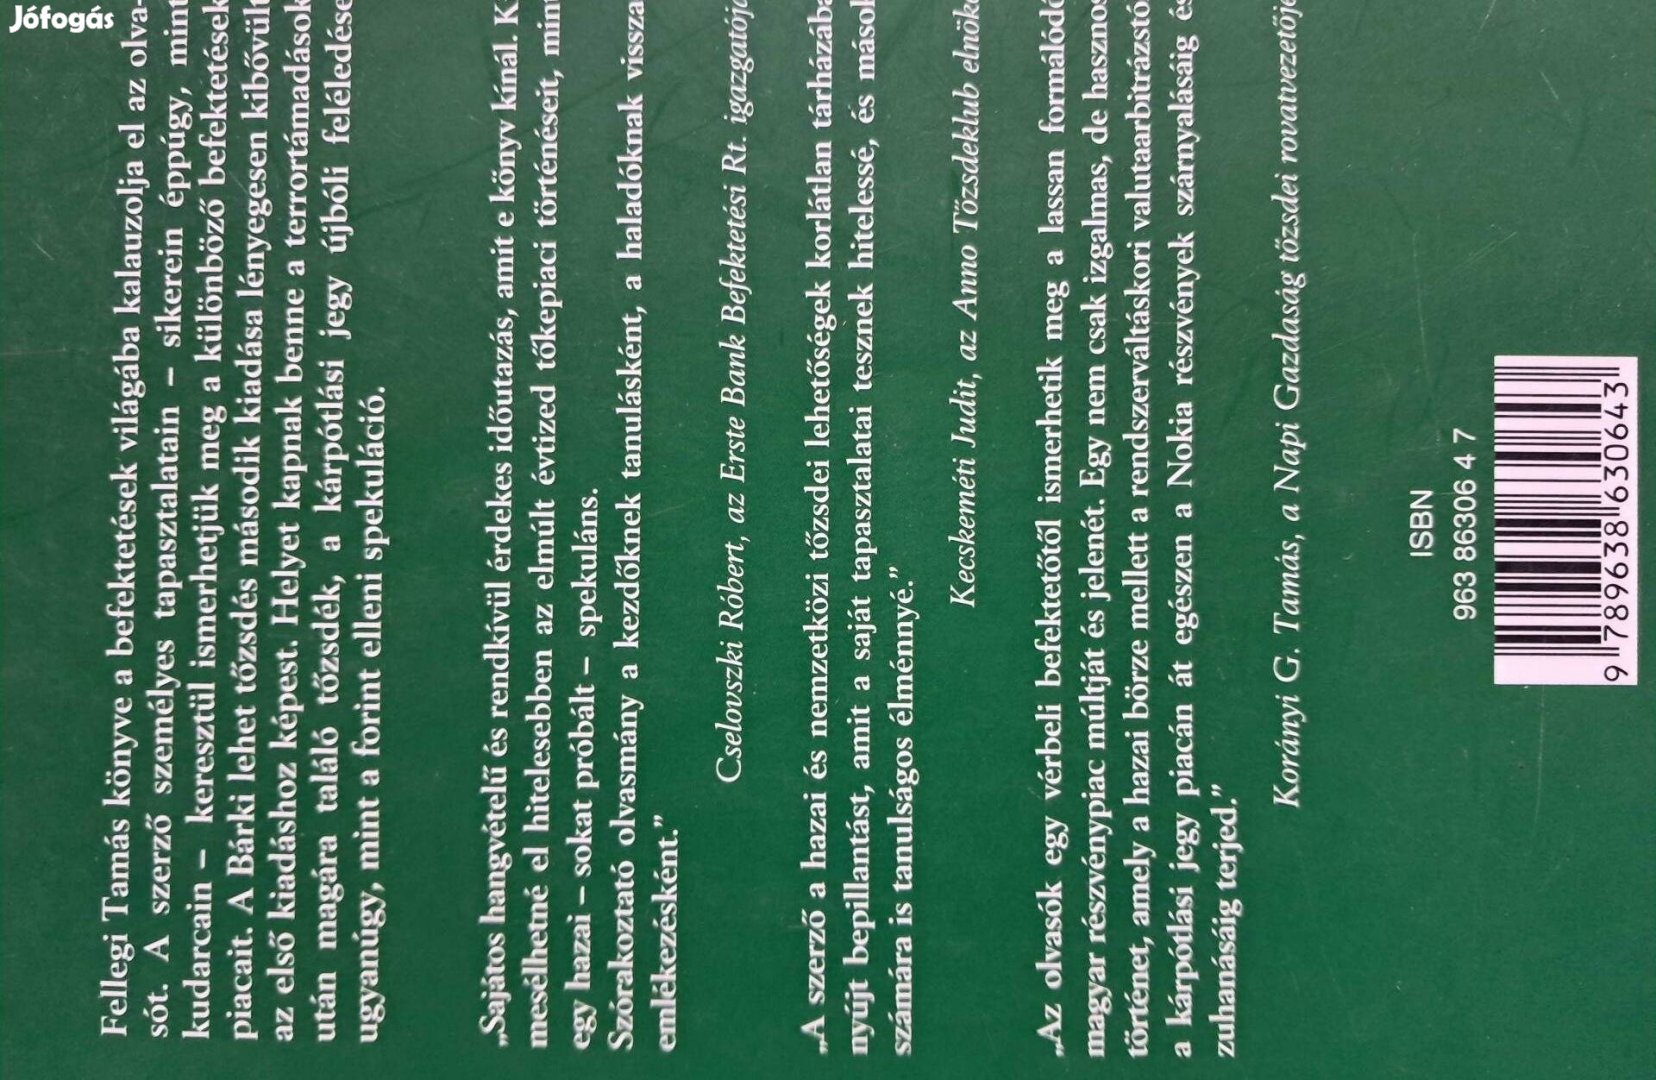 Jófogás
Fellegi Tamás könyve a befektetések világába kalauzolja el az olva-
sót. A szerző személyes tapasztalatain – sikerein éppúgy, mint
kudarcain – keresztül ismerhetjük meg a különböző befektetések
piacait. A Bárki lehet tőzsdés második kiadása lényegesen kibővült
az első kiadáshoz képest. Helyet kapnak benne a terrortámadások
után magára találó tőzsdék, a kárpótlási jegy újbóli feléledése
ugyanúgy, mint a forint elleni spekuláció.
„Sajátos hangvételű és rendkívül érdekes időutazás, amit e könyv kínál. Ki
mesélhetné el hitelesebben az elmúlt évtized tőkepiaci történéseit, mint
egy hazai – sokat próbált – spekuláns.
Szórakoztató olvasmány a kezdőknek tanulásként, a haladóknak vissza-
emlékezésként.”
Cselovszki Róbert, az Erste Bank Befektetési Rt. igazgatója
„A szerző a hazai és nemzetközi tőzsdei lehetőségek korlátlan tárházába
nyújt bepillantást, amit a saját tapasztalatai tesznek hitelessé, és mások
számára is tanulságos élménnyé.”
Kecskeméti Judit, az Anno Tőzsdeklub elnöke
„Az olvasók egy vérbeli befektetőtől ismerhetik meg a lassan formálódó
magyar részvénypiac múltját és jelenét. Egy nem csak izgalmas, de hasznos
történet, amely a hazai börze mellett a rendszerváltáskori valutaarbitrázstól
a kárpótlási jegy piacán át egészen a Nokia részvények szárnyalásáig és
zuhanásáig terjed.”
Korányi G. Tamás, a Napi Gazdaság tőzsdei rovatvezetője
ISBN
963 86306 4 7
9 789638 630643